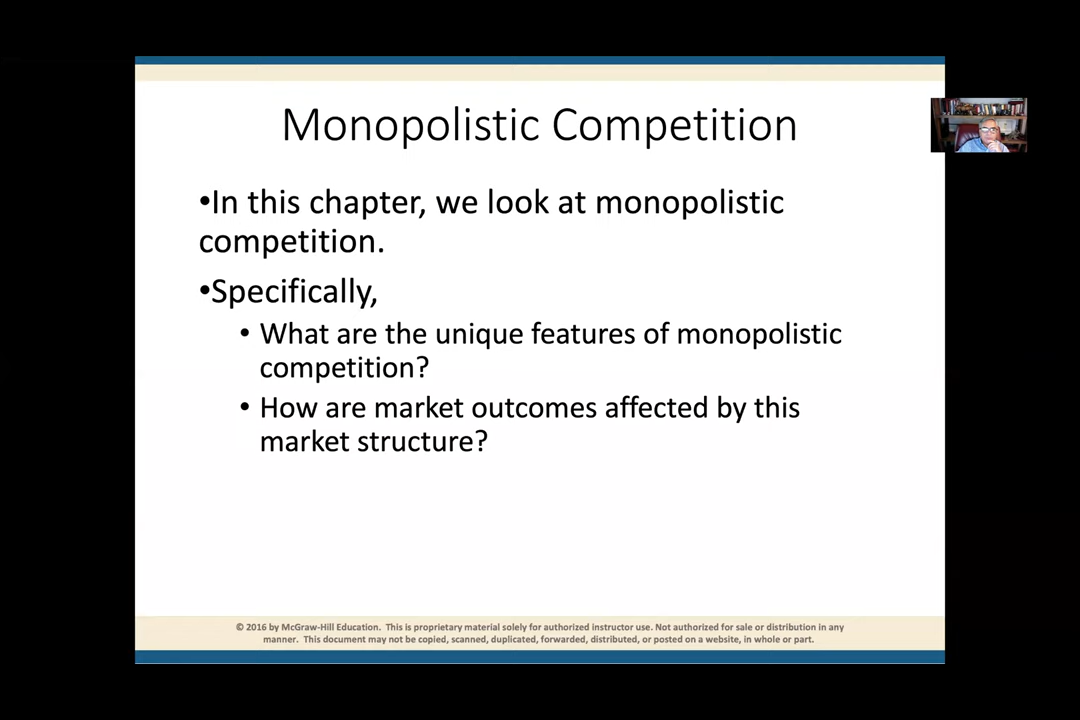 Monopolistic Competition
•In this chapter, we look at monopolistic
competition.
•Specifically,
• What are the unique features of monopolistic
competition?
• How are market outcomes affected by this
market structure?
© 2016 by McGraw-Hill Education. This is proprietary material solely for authorized instructor use. Not authorized for sale or distribution in any
manner. This document may not be copied, scanned, duplicated, forwarded, distributed, or posted on a website, in whole or part.